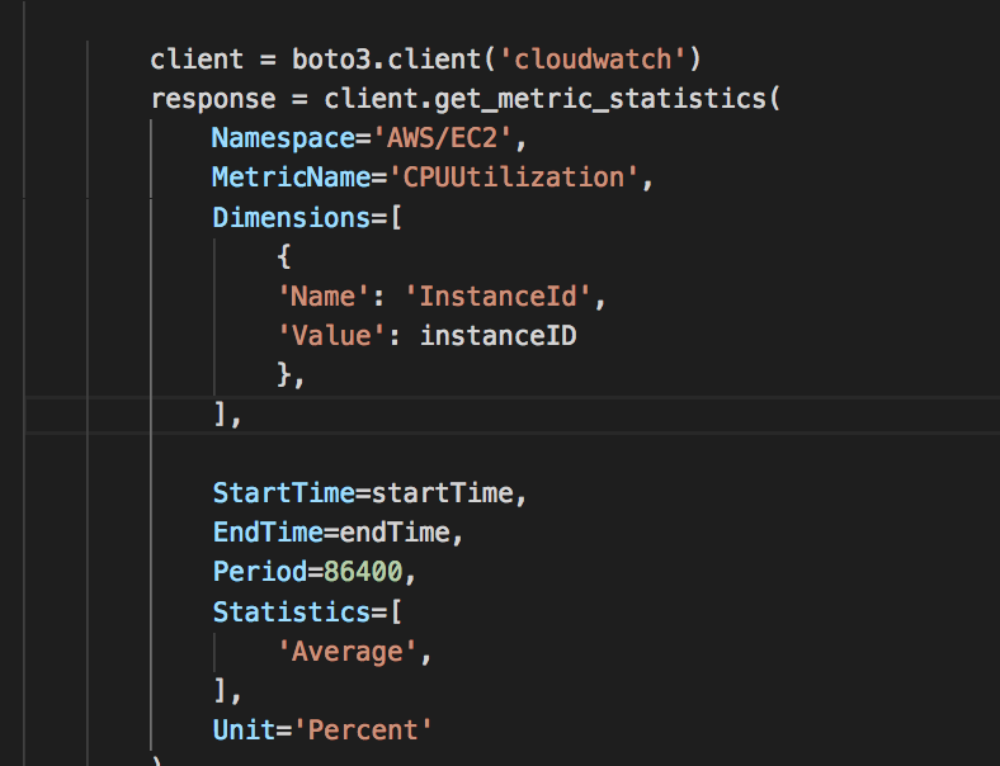 client = boto3.client('cloudwatch')
response = client.get_metric_statistics(
    Namespace='AWS/EC2',
    MetricName='CPUUtilization',
    Dimensions=[
        {
        'Name': 'InstanceId',
        'Value': instanceID
        },
    ],

    StartTime=startTime,
    EndTime=endTime,
    Period=86400,
    Statistics=[
        'Average',
    ],
    Unit='Percent'
)